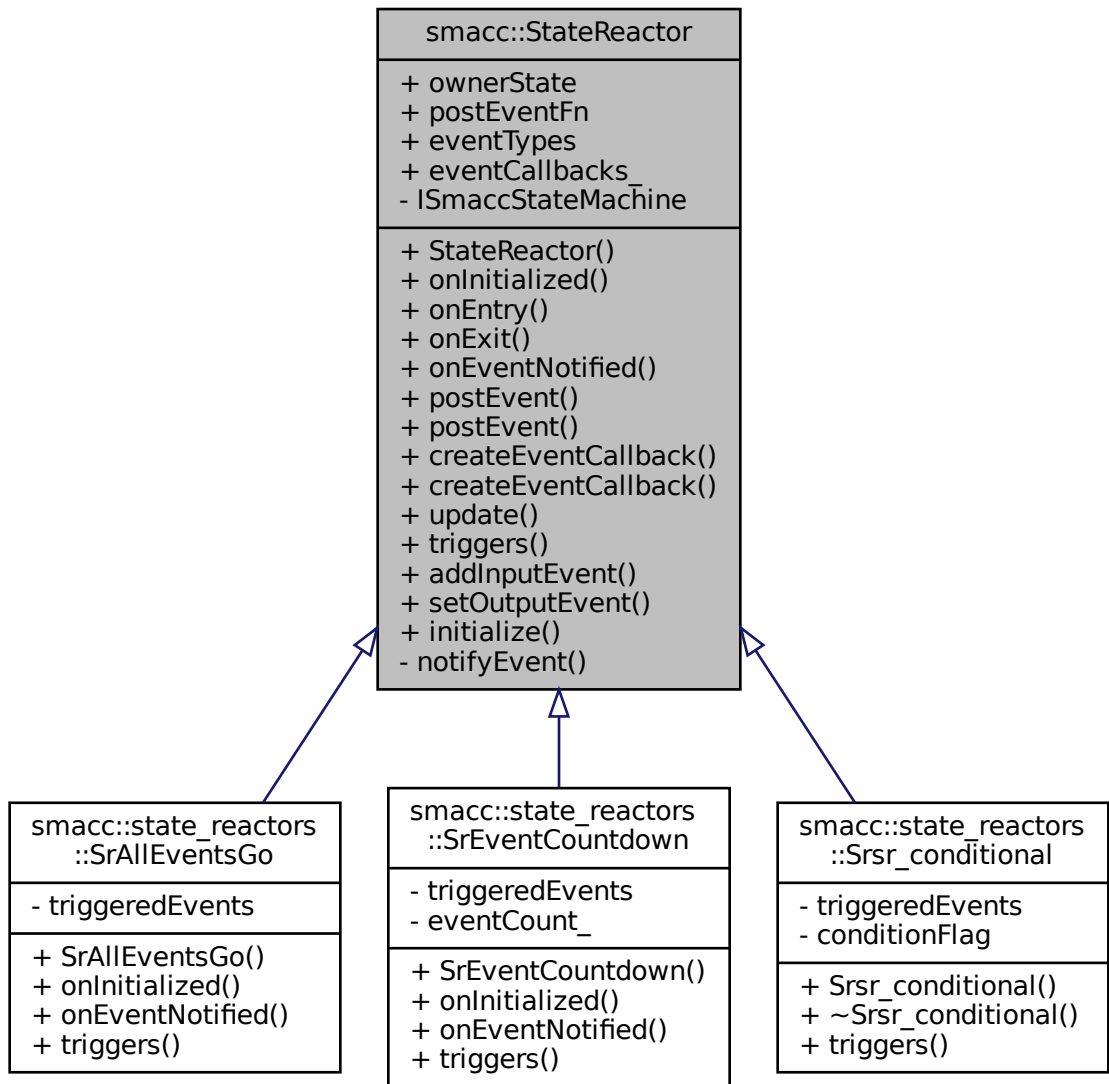 smacc::StateReactor
+ ownerState
+ postEventFn
+ eventTypes
+ eventCallbacks_
- ISmaccStateMachine
+ StateReactor()
+ onInitialized()
+ onEntry()
+ onExit()
+ onEventNotified()
+ postEvent()
+ postEvent()
+ createEventCallback()
+ createEventCallback()
+ update()
+ triggers()
+ addInputEvent()
+ setOutputEvent()
+ initialize()
- notifyEvent()
smacc::state_reactors
::SrAllEventsGo
- triggeredEvents
+ SrAllEventsGo()
+ onInitialized()
+ onEventNotified()
+ triggers()
smacc::state_reactors
::SrEventCountdown
- triggeredEvents
- eventCount_
+ SrEventCountdown()
+ onInitialized()
+ onEventNotified()
+ triggers()
smacc::state_reactors
::Srsr_conditional
- triggeredEvents
- conditionFlag
+ Srsr_conditional()
+ ~Srsr_conditional()
+ triggers()